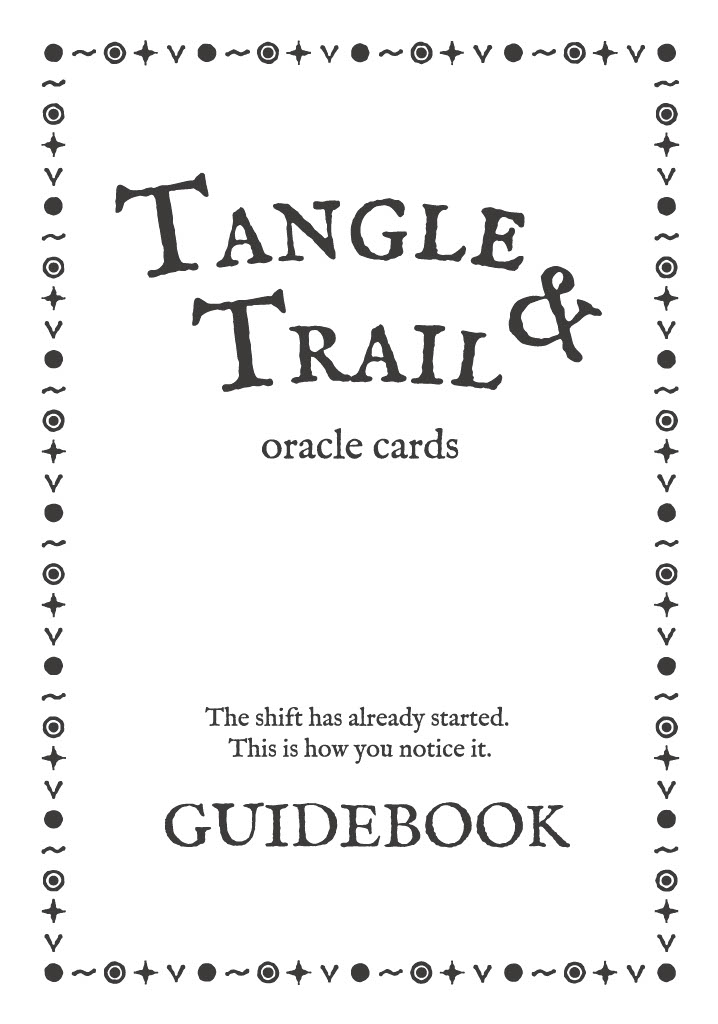 TANGLE &
TRAIL
oracle cards
The shift has already started.
This is how you notice it.
GUIDEBOOK